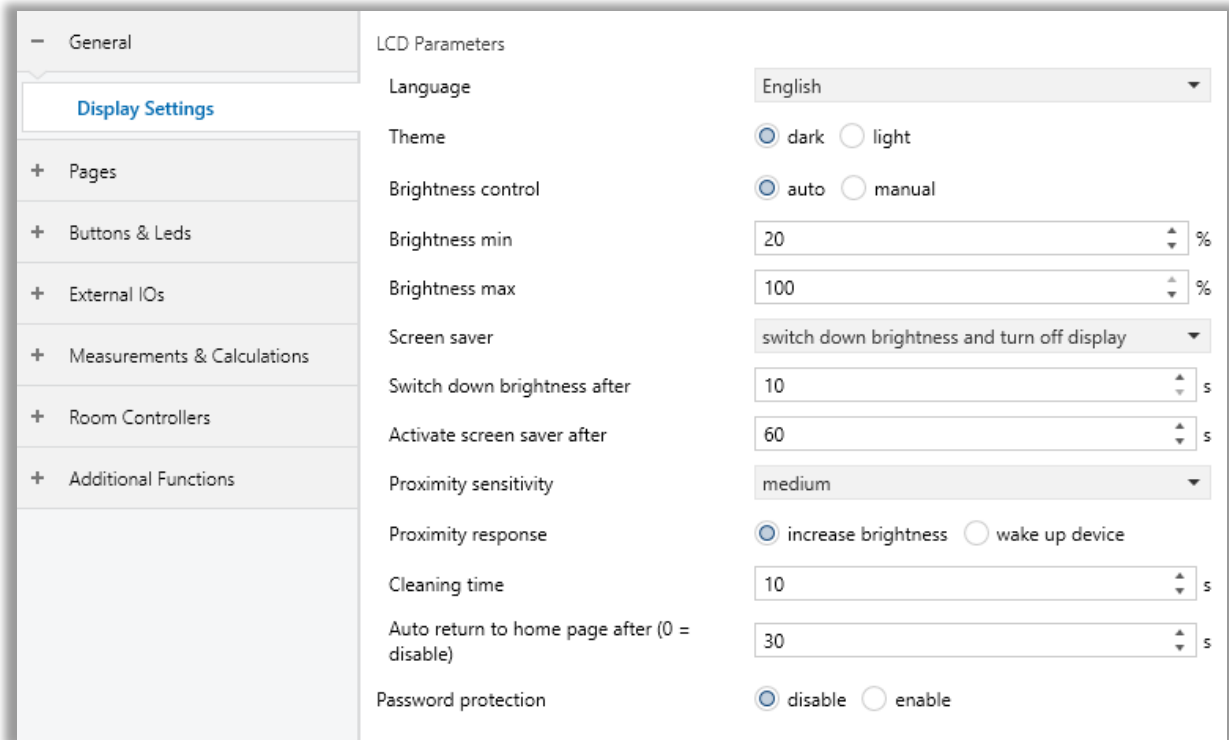 − General
Display Settings
+ Pages
+ Buttons & Leds
+ External IOs
+ Measurements & Calculations
+ Room Controllers
+ Additional Functions
LCD Parameters
Language English
Theme dark light
Brightness control auto manual
Brightness min 20 %
Brightness max 100 %
Screen saver switch down brightness and turn off display
Switch down brightness after 10 s
Activate screen saver after 60 s
Proximity sensitivity medium
Proximity response increase brightness wake up device
Cleaning time 10 s
Auto return to home page after (0 =
disable) 30 s
Password protection disable enable